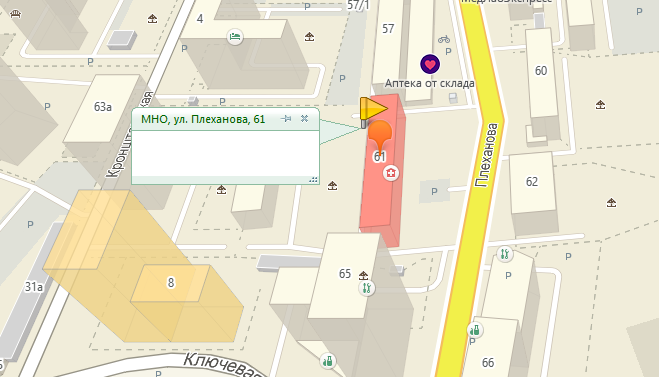 57/1
Медлабэкспресс
4
P
57
P
60
Аптека от склада
63а
P
P
МНО, ул. Плеханова, 61
Кронштадтская
61
Плеханова
P
62
P
P
P
65
31а
8
P
P
P
Ключевая
66